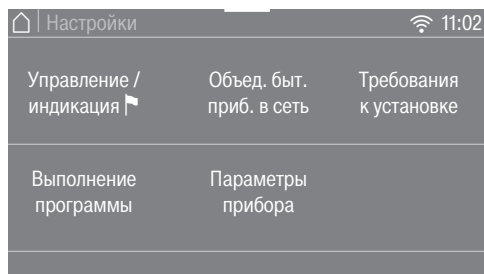 Настройки 11:02
Управление / Объед. быт. Требования
индикация приб. в сеть к установке
Выполнение Параметры
программы прибора